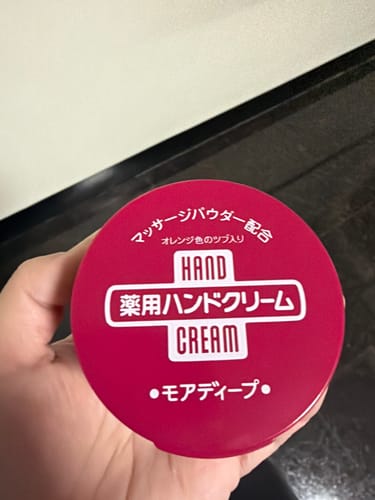 マッサージパウダー配合
オレンジ色のツブ入り
HAND
薬用ハンドクリーム
CREAM
●モアディープ●